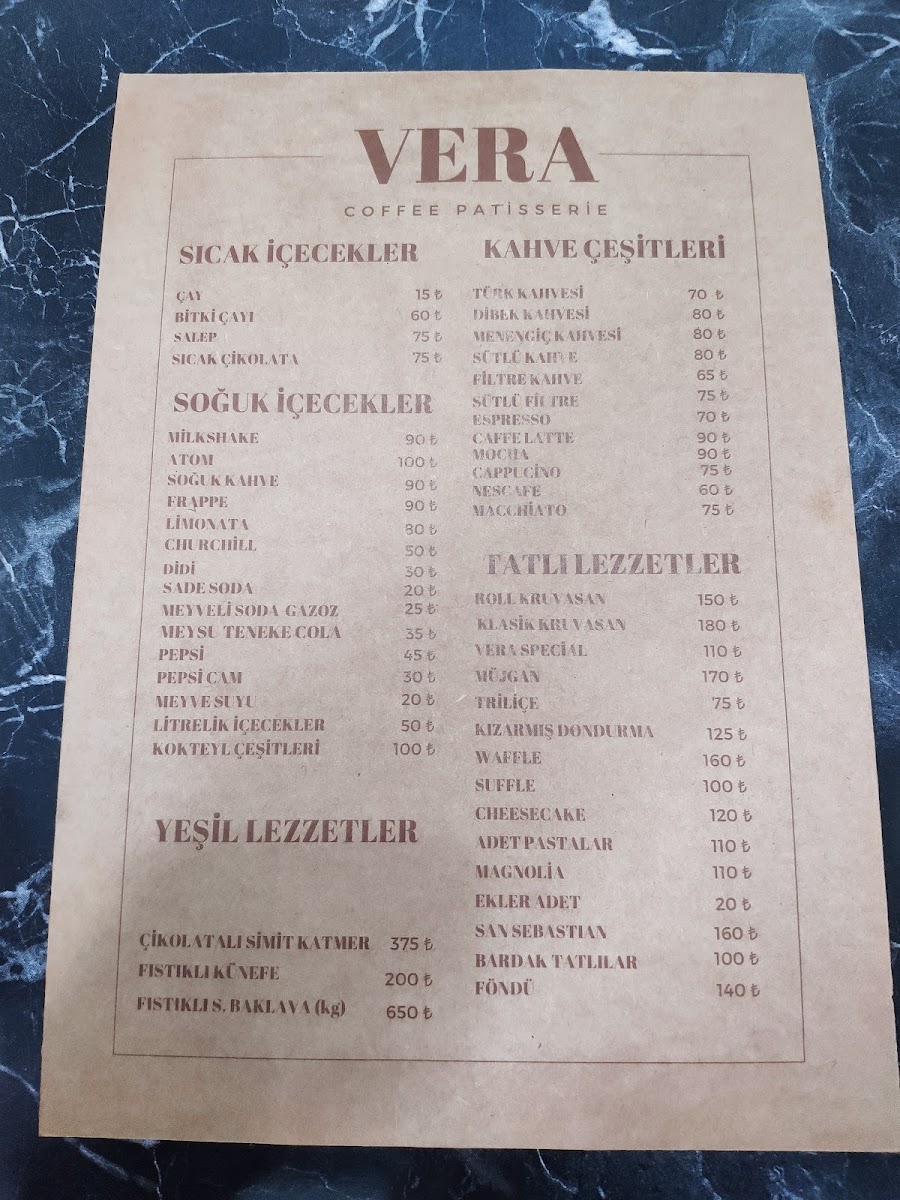 VERA
COFFEE PATİSSERİE
SICAK İÇECEKLER
ÇAY 15 ₺
BİTKİ ÇAYI 60 ₺
SALEP 75 ₺
SICAK ÇİKOLATA 75 ₺
SOĞUK İÇECEKLER
MİLKSHAKE 90 ₺
ATOM 100 ₺
SOĞUK KAHVE 90 ₺
FRAPPE 90 ₺
LİMONATA 80 ₺
CHURCHİLL 50 ₺
DİDİ 30 ₺
SADE SODA 20 ₺
MEYVELİ SODA GAZOZ 25 ₺
MEYSU TENEKE COLA 35 ₺
PEPSİ 45 ₺
PEPSİ CAM 30 ₺
MEYVE SUYU 20 ₺
LİTRELİK İÇECEKLER 50 ₺
KOKTEYL ÇEŞİTLERİ 100 ₺
YEŞİL LEZZETLER
ÇİKOLATALI SİMİT KATMER 375 ₺
FISTIKLI KÜNEFE 200 ₺
FISTIKLI S. BAKLAVA (kg) 650 ₺
KAHVE ÇEŞİTLERİ
TÜRK KAHVESİ 70 ₺
DİBEK KAHVESİ 80 ₺
MENENGİÇ KAHVESİ 80 ₺
SÜTLÜ KAHVE 80 ₺
FİLTRE KAHVE 65 ₺
SÜTLÜ FİLTRE 75 ₺
ESPRESSO 70 ₺
CAFFE LATTE 90 ₺
MOCHA 90 ₺
CAPPUCİNO 75 ₺
NESCAFE 60 ₺
MACCHİATO 75 ₺
TATLI LEZZETLER
ROLL KRUVASAN 150 ₺
KLASİK KRUVASAN 180 ₺
VERA SPECİAL 110 ₺
MÜJGAN 170 ₺
TRİLİÇE 75 ₺
KIZARMIŞ DONDURMA 125 ₺
WAFFLE 160 ₺
SUFFLE 100 ₺
CHEESECAKE 120 ₺
ADET PASTALAR 110 ₺
MAGNOLİA 110 ₺
EKLER ADET 20 ₺
SAN SEBASTIAN 160 ₺
BARDAK TATLILAR 100 ₺
FÖNDÜ 140 ₺